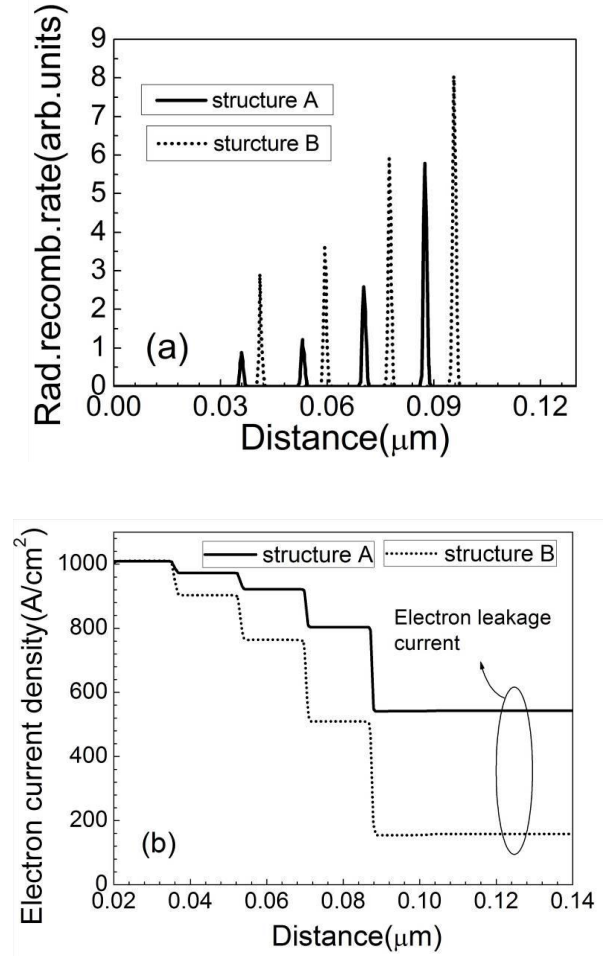 Rad.recomb.rate(arb.units)
9
8
7
6
5
4
3
2
1
0
structure A
sturcture B
(a)
0.00 0.03 0.06 0.09 0.12
Distance(μm)
Electron current density(A/cm²)
1000
800
600
400
200
0
structure A structure B
Electron leakage
current
(b)
0.02 0.04 0.06 0.08 0.10 0.12 0.14
Distance(μm)